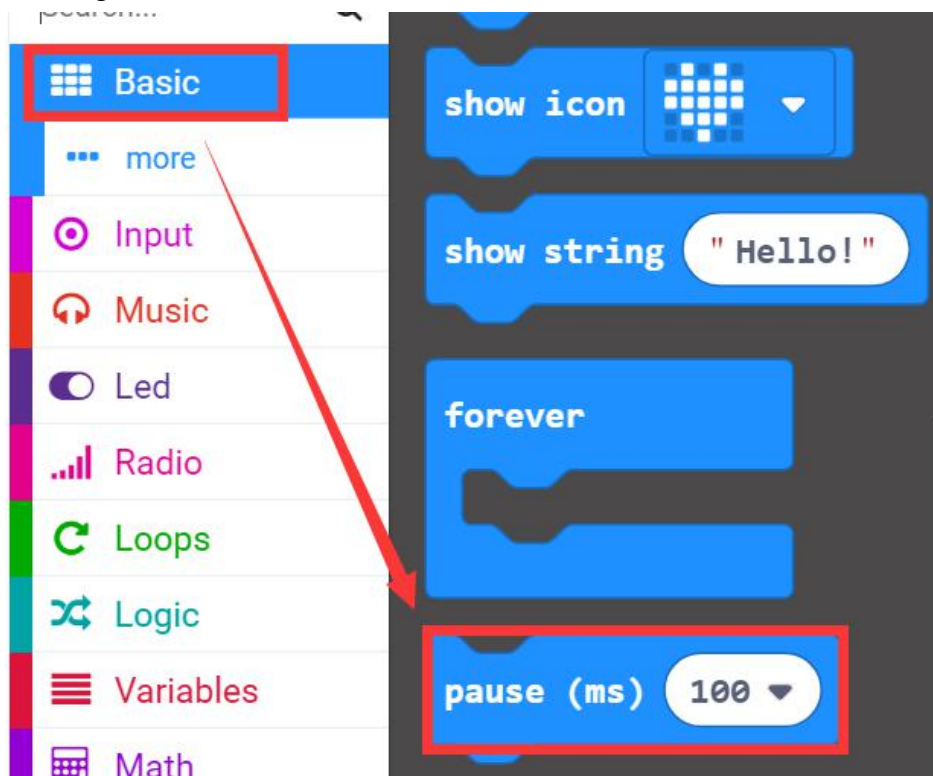 Search...
Basic
more
Input
Music
Led
Radio
Loops
Logic
Variables
Math
show icon
show string "Hello!"
forever
pause (ms) 100